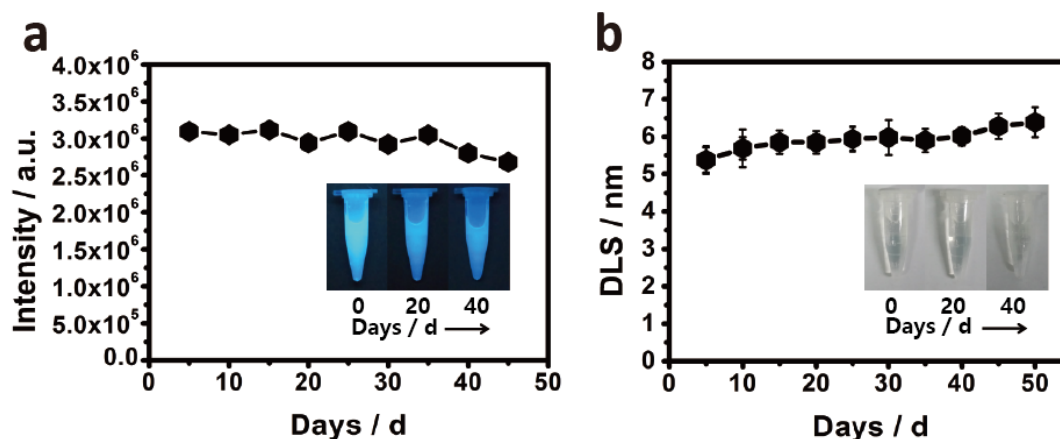 a
Intensity / a.u.
4.0x10⁶
3.5x10⁶
3.0x10⁶
2.5x10⁶
2.0x10⁶
1.5x10⁶
1.0x10⁶
5.0x10⁵
0.0
0 10 20 30 40 50
Days / d
0 20 40
Days / d
b
DLS / nm
8
7
6
5
4
3
2
1
0
0 10 20 30 40 50
Days / d
0 20 40
Days / d